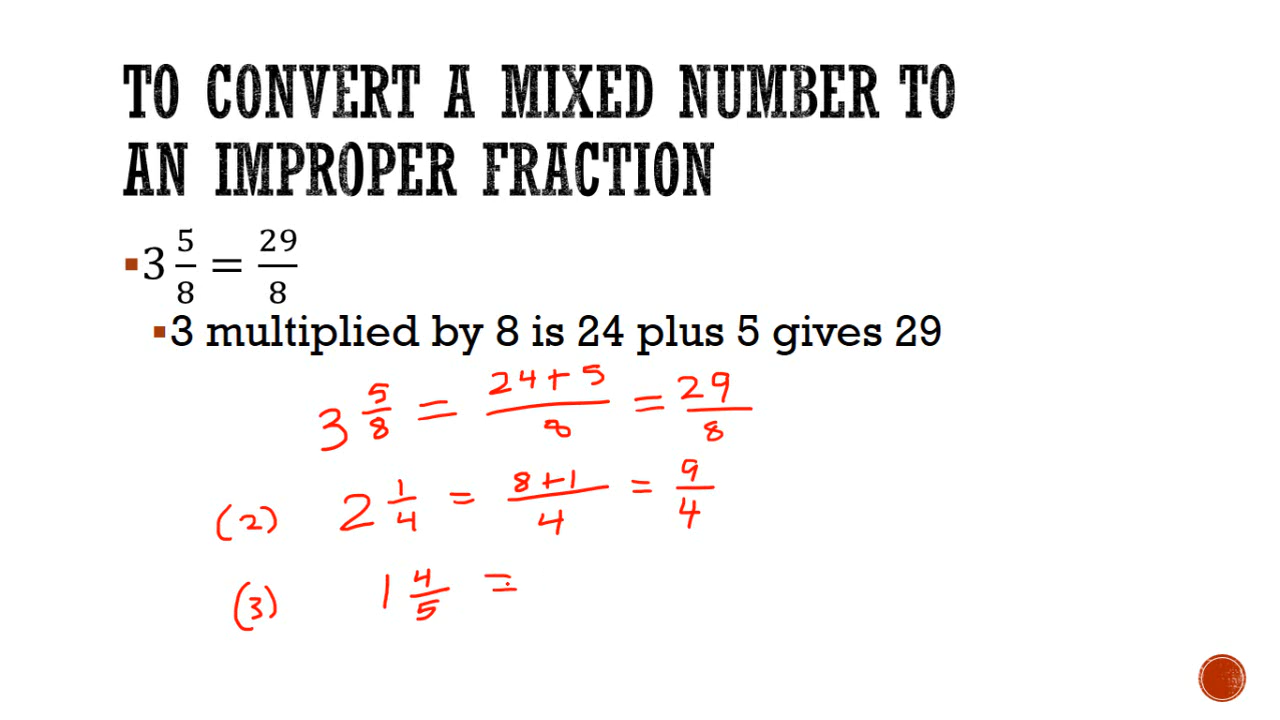 TO CONVERT A MIXED NUMBER TO
AN IMPROPER FRACTION
▪3 5/8 = 29/8
▪3 multiplied by 8 is 24 plus 5 gives 29
3 5/8 = (24+5)/8 = 29/8
(2) 2 1/4 = (8+1)/4 = 9/4
(3) 1 4/5 =